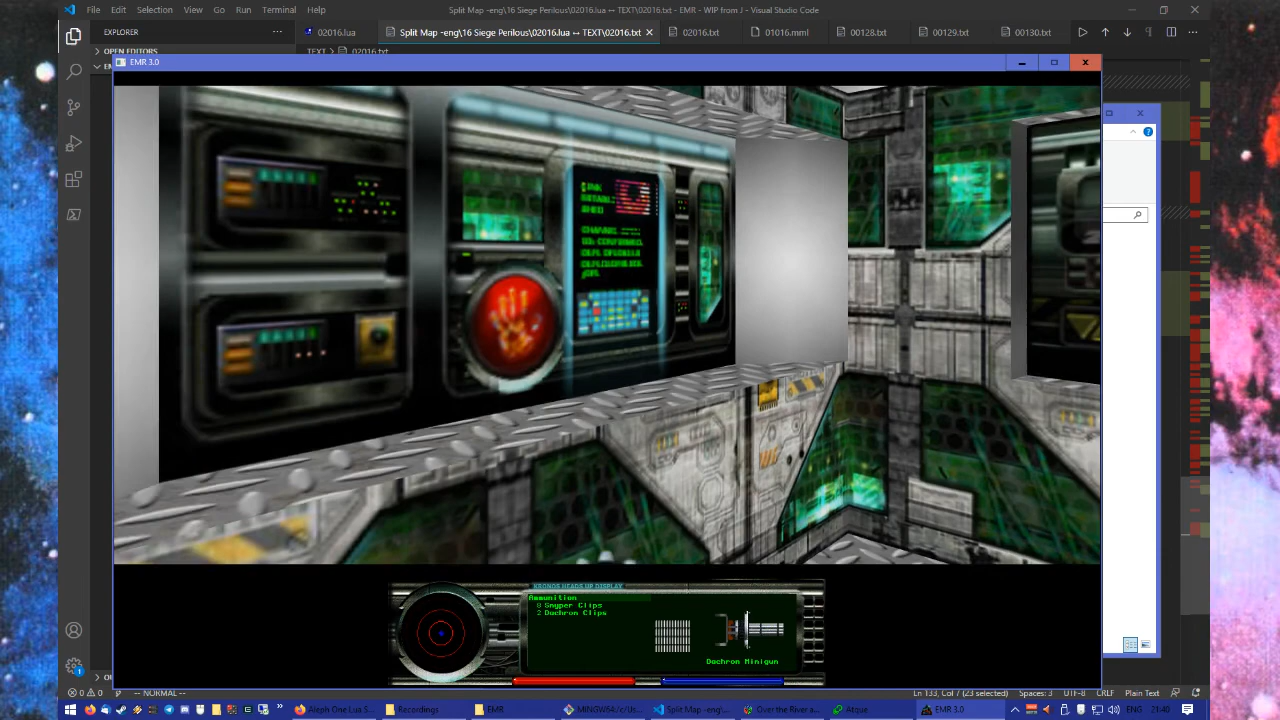 File Edit Selection View Go Run Terminal Help
Split Map -eng\16 Siege Perilous\02016.lua ↔ TEXT\02016.txt - EMR - WIP from J - Visual Studio Code
EXPLORER
02016.lua
Split Map -eng\16 Siege Perilous\02016.lua ↔ TEXT\02016.txt
02016.txt
01016.mml
00128.txt
00129.txt
00130.txt
OPEN EDITORS
TEXT > 02016.txt
EMR 3.0
KRONOS HEADS UP DISPLAY
Ammunition
8 Snyper Clips
2 Dachron Clips
Dachron Minigun
0
-- NORMAL --
Ln 133, Col 7 (23 selected)
Spaces: 3
UTF-8
CRLF
Plain Text
Aleph One Lua S...
Recordings
EMR
MINGW64:/c/Us...
Split Map -eng\...
Over the River a...
Atque
EMR 3.0
ENG
21:40